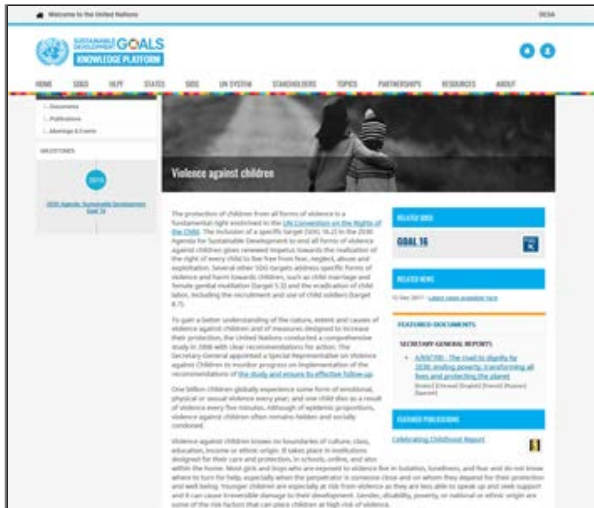 Welcome to the United Nations
DESA
SUSTAINABLE
DEVELOPMENT GOALS
KNOWLEDGE PLATFORM
HOME SDGS HLPF STATES SIDS UN SYSTEM STAKEHOLDERS TOPICS PARTNERSHIPS RESOURCES ABOUT
Documents
Publications
Meetings & Events
MILESTONES
2015
2030 Agenda: Sustainable Development
Goal 16
Violence against children
The protection of children from all forms of violence is a
fundamental right enshrined in the UN Convention on the Rights of
the Child. The inclusion of a specific target (SDG 16.2) in the 2030
Agenda for Sustainable Development to end all forms of violence
against children gives renewed impetus towards the realization of
the right of every child to live free from fear, neglect, abuse and
exploitation. Several other SDG targets address specific forms of
violence and harm towards children, such as child marriage and
female genital mutilation (target 5.3) and the eradication of child
labor, including the recruitment and use of child soldiers (target
8.7).
To gain a better understanding of the nature, extent and causes of
violence against children and of measures designed to increase
their protection, the United Nations conducted a comprehensive
study in 2006 with clear recommendations for action. The
Secretary-General appointed a Special Representative on Violence
against Children to monitor progress on implementation of the
recommendations of the study and ensure its effective follow-up.
One billion children globally experience some form of emotional,
physical or sexual violence every year; and one child dies as a result
of violence every five minutes. Although of epidemic proportions,
violence against children often remains hidden and socially
condoned.
Violence against children knows no boundaries of culture, class,
education, income or ethnic origin. It takes place in institutions
designed for their care and protection, in schools, online, and also
within the home. Most girls and boys who are exposed to violence live in isolation, loneliness, and fear and do not know
where to turn for help, especially when the perpetrator is someone close and on whom they depend for their protection
and well being. Younger children are especially at risk from violence as they are less able to speak up and seek support
and it can cause irreversible damage to their development. Gender, disability, poverty, or national or ethnic origin are
some of the risk factors that can place children at high risk of violence.
RELATED SDGS
GOAL 16
RELATED NEWS
12 Dec 2017 - Latest news available here
FEATURED DOCUMENTS
SECRETARY-GENERAL REPORTS
A/69/700 - The road to dignity by
2030: ending poverty, transforming all
lives and protecting the planet
[Arabic] [Chinese] [English] [French] [Russian]
[Spanish]
FEATURED PUBLICATIONS
Celebrating Childhood Report